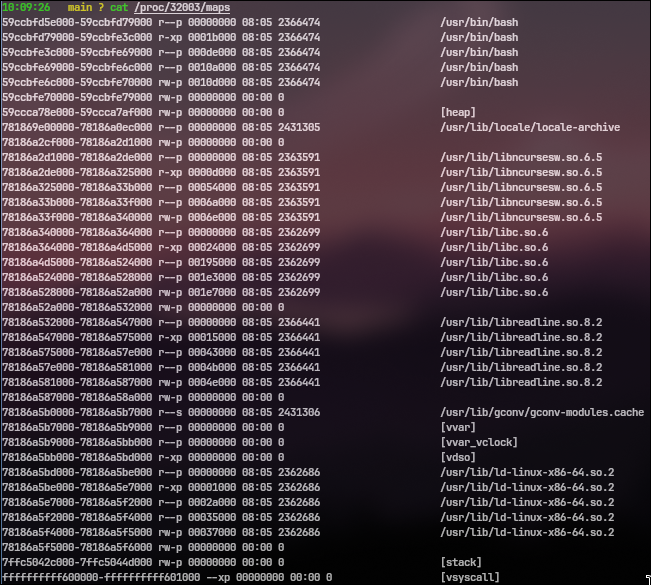 10:09:26 main ? cat /proc/32003/maps
59ccbfd5e000-59ccbfd79000 r--p 00000000 08:05 2366474 /usr/bin/bash
59ccbfd79000-59ccbfe3c000 r-xp 0001b000 08:05 2366474 /usr/bin/bash
59ccbfe3c000-59ccbfe69000 r--p 000de000 08:05 2366474 /usr/bin/bash
59ccbfe69000-59ccbfe6c000 r--p 0010a000 08:05 2366474 /usr/bin/bash
59ccbfe6c000-59ccbfe70000 rw-p 0010d000 08:05 2366474 /usr/bin/bash
59ccbfe70000-59ccbfe79000 rw-p 00000000 00:00 0
59ccca78e000-59ccca7af000 rw-p 00000000 00:00 0 [heap]
781869e00000-78186a0ec000 r--p 00000000 08:05 2431305 /usr/lib/locale/locale-archive
78186a2cf000-78186a2d1000 rw-p 00000000 00:00 0
78186a2d1000-78186a2de000 r--p 00000000 08:05 2363591 /usr/lib/libncursesw.so.6.5
78186a2de000-78186a325000 r-xp 0000d000 08:05 2363591 /usr/lib/libncursesw.so.6.5
78186a325000-78186a33b000 r--p 00054000 08:05 2363591 /usr/lib/libncursesw.so.6.5
78186a33b000-78186a33f000 r--p 0006a000 08:05 2363591 /usr/lib/libncursesw.so.6.5
78186a33f000-78186a340000 rw-p 0006e000 08:05 2363591 /usr/lib/libncursesw.so.6.5
78186a340000-78186a364000 r--p 00000000 08:05 2362699 /usr/lib/libc.so.6
78186a364000-78186a4d5000 r-xp 00024000 08:05 2362699 /usr/lib/libc.so.6
78186a4d5000-78186a524000 r--p 00195000 08:05 2362699 /usr/lib/libc.so.6
78186a524000-78186a528000 r--p 001e3000 08:05 2362699 /usr/lib/libc.so.6
78186a528000-78186a52a000 rw-p 001e7000 08:05 2362699 /usr/lib/libc.so.6
78186a52a000-78186a532000 rw-p 00000000 00:00 0
78186a532000-78186a547000 r--p 00000000 08:05 2366441 /usr/lib/libreadline.so.8.2
78186a547000-78186a575000 r-xp 00015000 08:05 2366441 /usr/lib/libreadline.so.8.2
78186a575000-78186a57e000 r--p 00043000 08:05 2366441 /usr/lib/libreadline.so.8.2
78186a57e000-78186a581000 r--p 0004b000 08:05 2366441 /usr/lib/libreadline.so.8.2
78186a581000-78186a587000 rw-p 0004e000 08:05 2366441 /usr/lib/libreadline.so.8.2
78186a587000-78186a58a000 rw-p 00000000 00:00 0
78186a5b0000-78186a5b7000 r--s 00000000 08:05 2431306 /usr/lib/gconv/gconv-modules.cache
78186a5b7000-78186a5b9000 r--p 00000000 00:00 0 [vvar]
78186a5b9000-78186a5bb000 r--p 00000000 00:00 0 [vvar_vclock]
78186a5bb000-78186a5bd000 r-xp 00000000 00:00 0 [vdso]
78186a5bd000-78186a5be000 r--p 00000000 08:05 2362686 /usr/lib/ld-linux-x86-64.so.2
78186a5be000-78186a5e7000 r-xp 00001000 08:05 2362686 /usr/lib/ld-linux-x86-64.so.2
78186a5e7000-78186a5f2000 r--p 0002a000 08:05 2362686 /usr/lib/ld-linux-x86-64.so.2
78186a5f2000-78186a5f4000 r--p 00035000 08:05 2362686 /usr/lib/ld-linux-x86-64.so.2
78186a5f4000-78186a5f5000 rw-p 00037000 08:05 2362686 /usr/lib/ld-linux-x86-64.so.2
78186a5f5000-78186a5f6000 rw-p 00000000 00:00 0
7ffc5042c000-7ffc5044d000 rw-p 00000000 00:00 0 [stack]
ffffffffff600000-ffffffffff601000 --xp 00000000 00:00 0 [vsyscall]